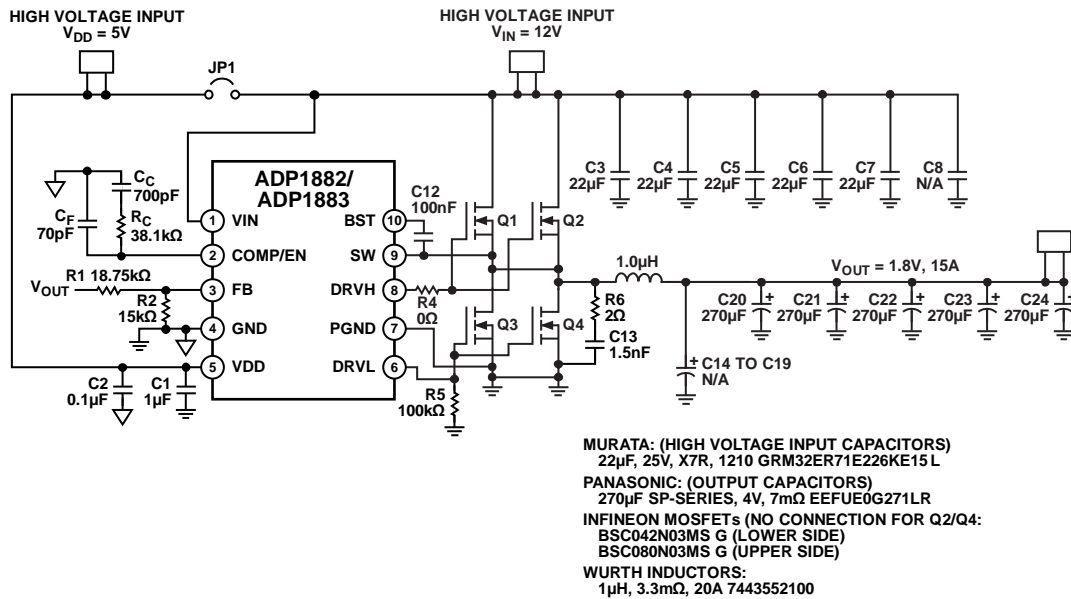 HIGH VOLTAGE INPUT
V_DD = 5V
HIGH VOLTAGE INPUT
V_IN = 12V
JP1
C_C
700pF
C_F
70pF
R_C
38.1kΩ
ADP1882/
ADP1883
C12
100nF
C3
22µF
C4
22µF
C5
22µF
C6
22µF
C7
22µF
C8
N/A
1 VIN
BST 10
Q1
Q2
2 COMP/EN
SW 9
R1 18.75kΩ
V_OUT
3 FB
DRVH 8
R4
0Ω
1.0µH
V_OUT = 1.8V, 15A
R2
15kΩ
4 GND
PGND 7
Q3
Q4
R6
2Ω
C13
1.5nF
C20 +
270µF
C21 +
270µF
C22 +
270µF
C23 +
270µF
C24 +
270µF
5 VDD
DRVL 6
+ C14 TO C19
N/A
C2
0.1µF
C1
1µF
R5
100kΩ
MURATA: (HIGH VOLTAGE INPUT CAPACITORS)
22µF, 25V, X7R, 1210 GRM32ER71E226KE15 L
PANASONIC: (OUTPUT CAPACITORS)
270µF SP-SERIES, 4V, 7mΩ EEFUE0G271LR
INFINEON MOSFETs (NO CONNECTION FOR Q2/Q4:
BSC042N03MS G (LOWER SIDE)
BSC080N03MS G (UPPER SIDE)
WURTH INDUCTORS:
1µH, 3.3mΩ, 20A 7443552100